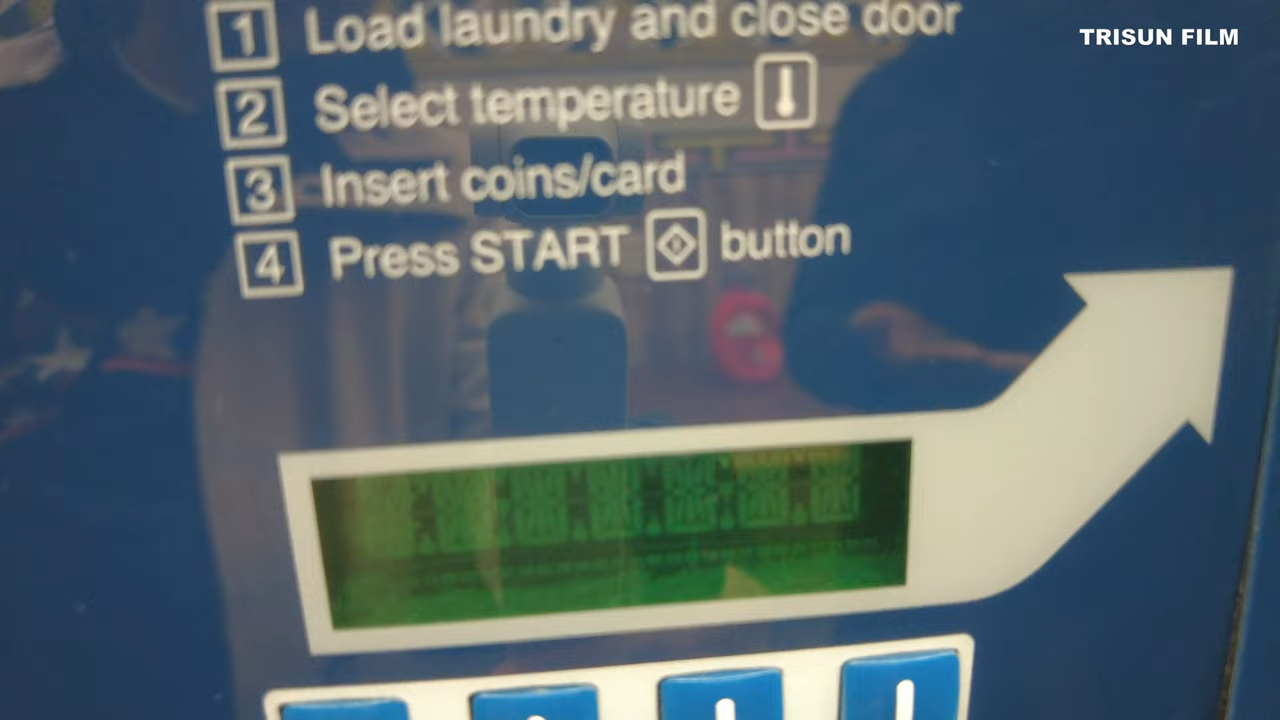 TRISUN FILM
1 Load laundry and close door
2 Select temperature
3 Insert coins/card
4 Press START button